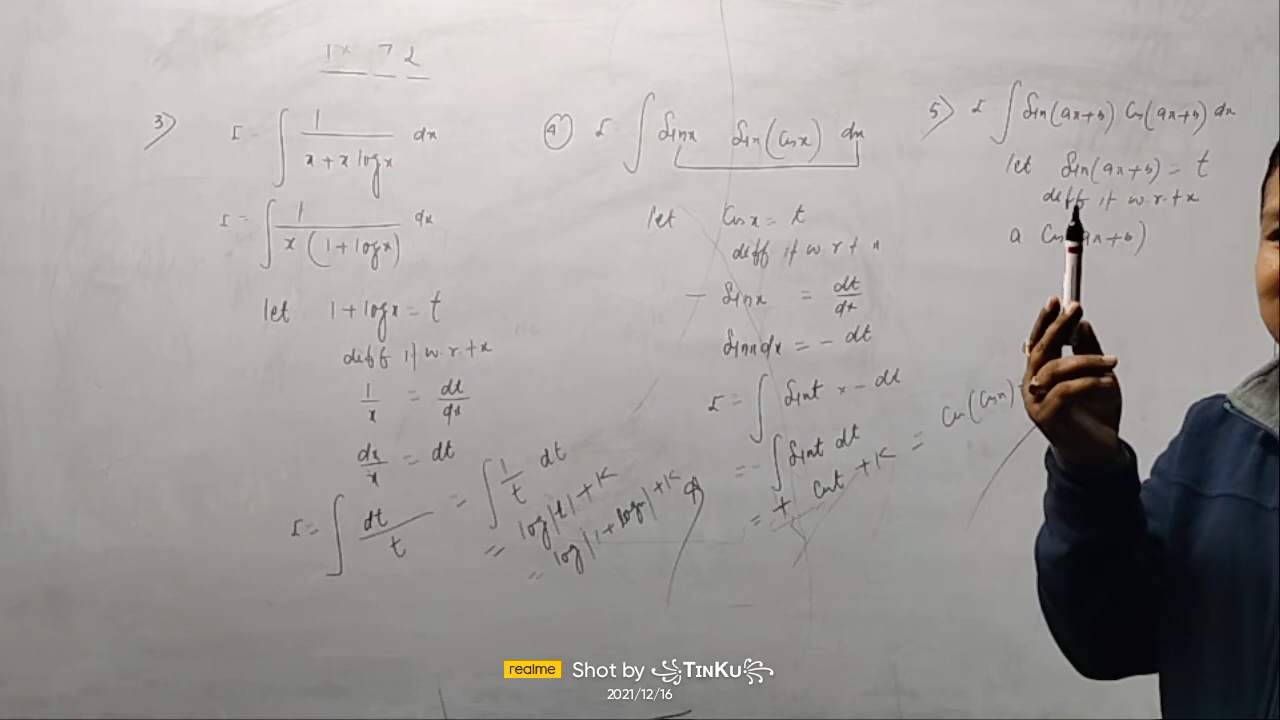 3)
I = ∫ 1/(x + x log x) dx
I = ∫ 1/(x (1 + log x)) dx
let 1 + log x = t
diff it w.r.t x
1/x = dt/dx
dx/x = dt
I = ∫ dt/t = ∫ 1/t dt
= log|t| + K
= log|1 + log x| + K
4)
I ∫ sin x sin(cos x) dx
let cos x = t
diff it w r t x
- sin x = dt/dx
sin x dx = - dt
I = ∫ sin t x - dt
= - ∫ sin t dt
= + cos t + K = cos(cos x)
5) I ∫ sin(ax+b) cos(ax+b) dx
let sin(ax+b) = t
diff it w.r.t x
a cos(ax+b)
realme Shot by TINKU
2021/12/16